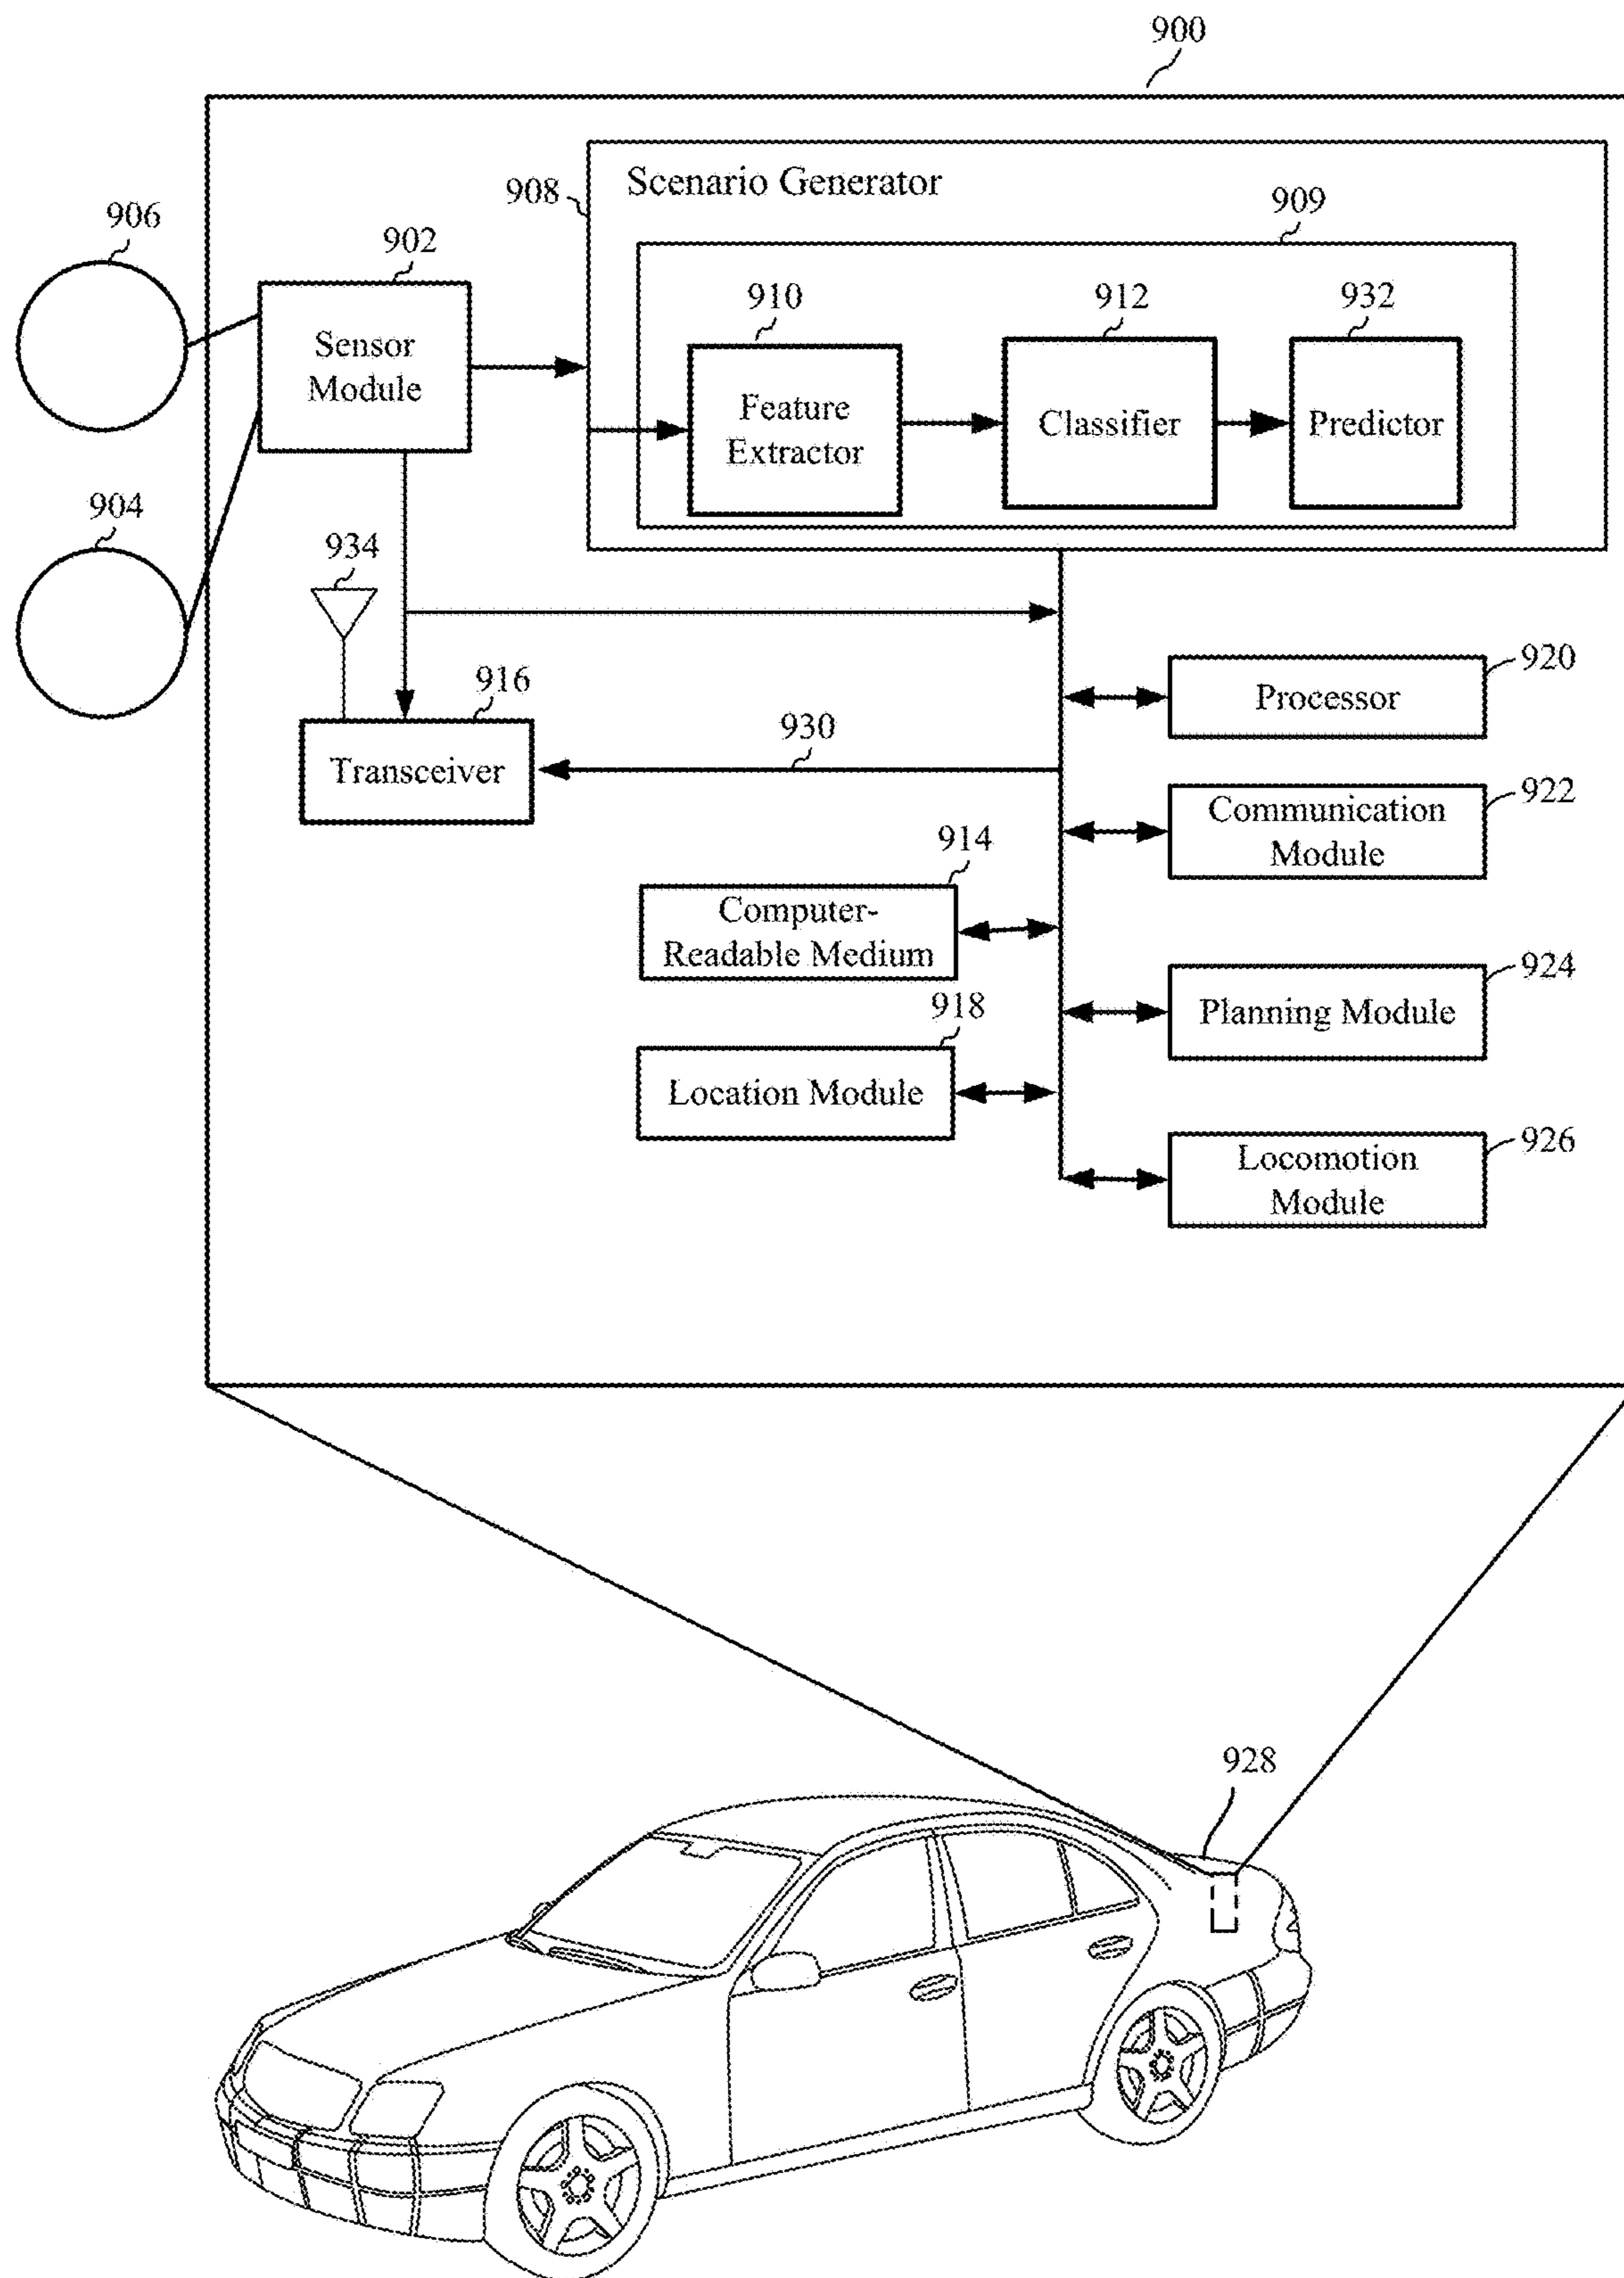 900
908
Scenario Generator
909
906
902
910
912
932
Sensor
Module
Feature
Extractor
Classifier
Predictor
904
934
916
920
Processor
Transceiver
930
922
Communication
Module
914
Computer-
Readable Medium
924
Planning Module
918
Location Module
926
Locomotion
Module
928